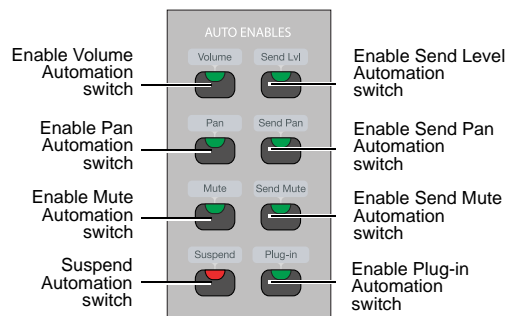 AUTO ENABLES
Enable Volume
Automation
switch
Volume
Send Lvl
Enable Send Level
Automation
switch
Enable Pan
Automation
switch
Pan
Send Pan
Enable Send Pan
Automation
switch
Enable Mute
Automation
switch
Mute
Send Mute
Enable Send Mute
Automation
switch
Suspend
Automation
switch
Suspend
Plug-in
Enable Plug-in
Automation
switch